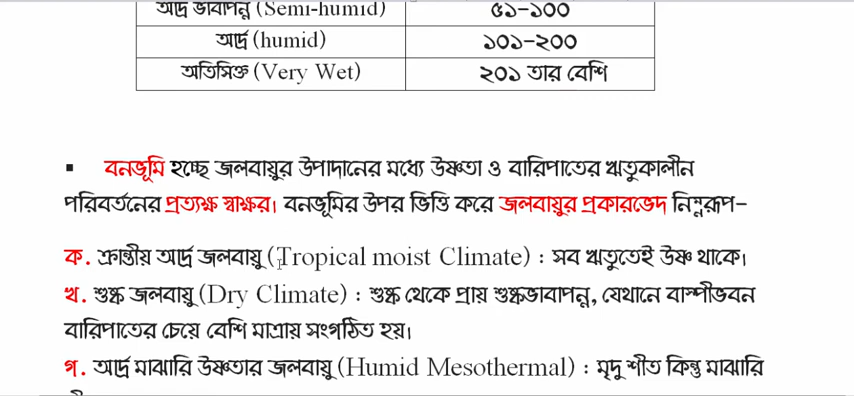 আর্দ্র ভাবাপন্ন (Semi-humid) ৫১-১০০
আর্দ্র (humid) ১০১-২০০
অতিসিক্ত (Very Wet) ২০১ তার বেশি
▪ বনভূমি হচ্ছে জলবায়ুর উপাদানের মধ্যে উষ্ণতা ও বারিপাতের ঋতুকালীন
পরিবর্তনের প্রত্যক্ষ স্বাক্ষর। বনভূমির উপর ভিত্তি করে জলবায়ুর প্রকারভেদ নিম্নরূপ-
ক. ক্রান্তীয় আর্দ্র জলবায়ু (Tropical moist Climate) : সব ঋতুতেই উষ্ণ থাকে।
খ. শুষ্ক জলবায়ু (Dry Climate) : শুষ্ক থেকে প্রায় শুষ্কভাবাপন্ন, যেখানে বাস্পীভবন
বারিপাতের চেয়ে বেশি মাত্রায় সংগঠিত হয়।
গ. আর্দ্র মাঝারি উষ্ণতার জলবায়ু (Humid Mesothermal) : মৃদু শীত কিন্তু মাঝারি